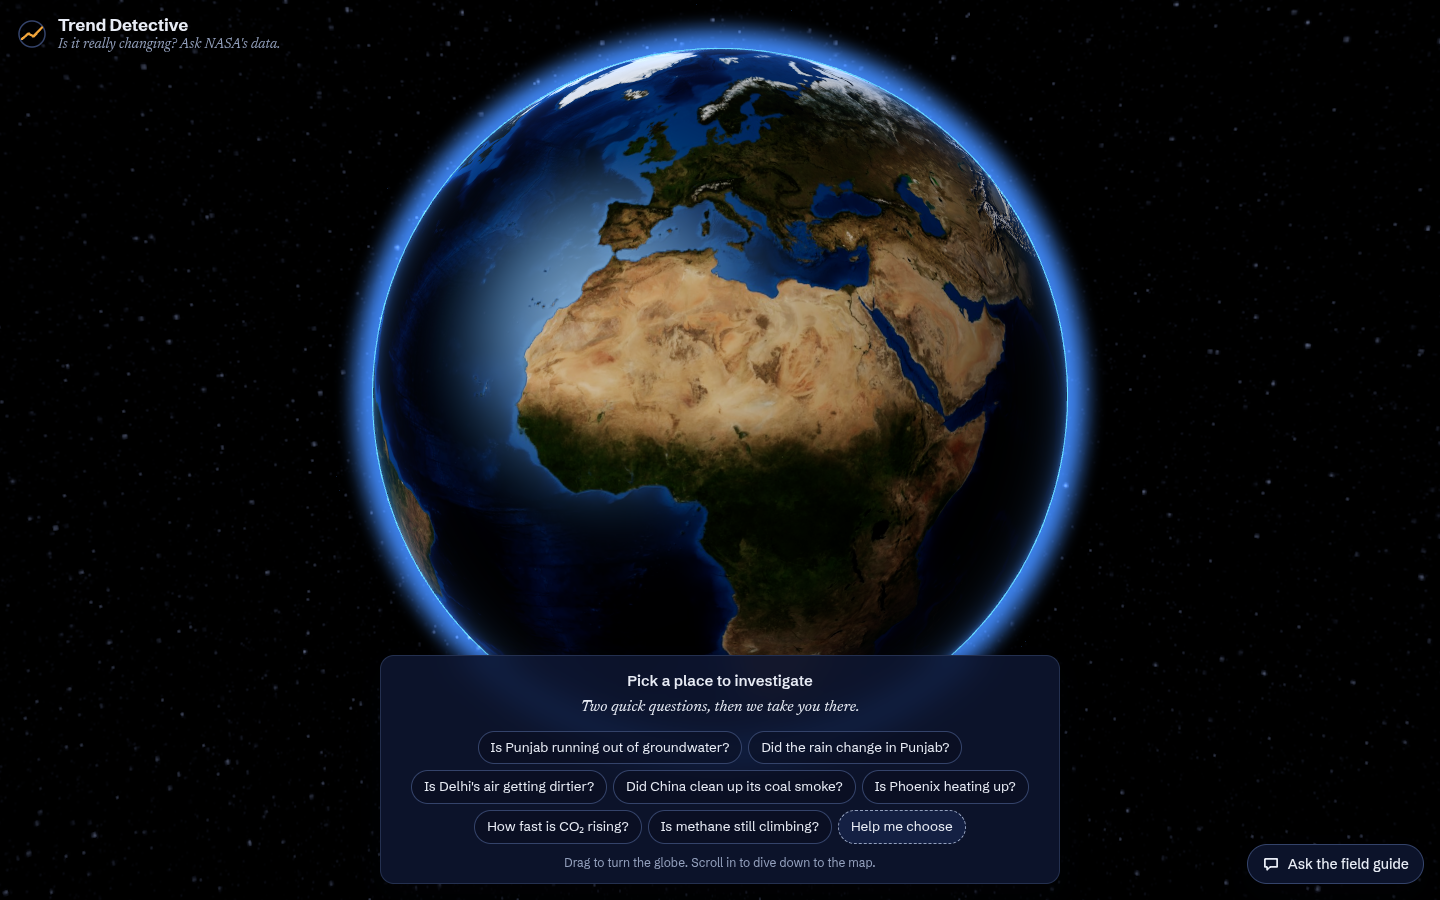 Trend Detective
Is it really changing? Ask NASA's data.
Pick a place to investigate
Two quick questions, then we take you there.
Is Punjab running out of groundwater?
Did the rain change in Punjab?
Is Delhi's air getting dirtier?
Did China clean up its coal smoke?
Is Phoenix heating up?
How fast is CO₂ rising?
Is methane still climbing?
Help me choose
Drag to turn the globe. Scroll in to dive down to the map.
Ask the field guide